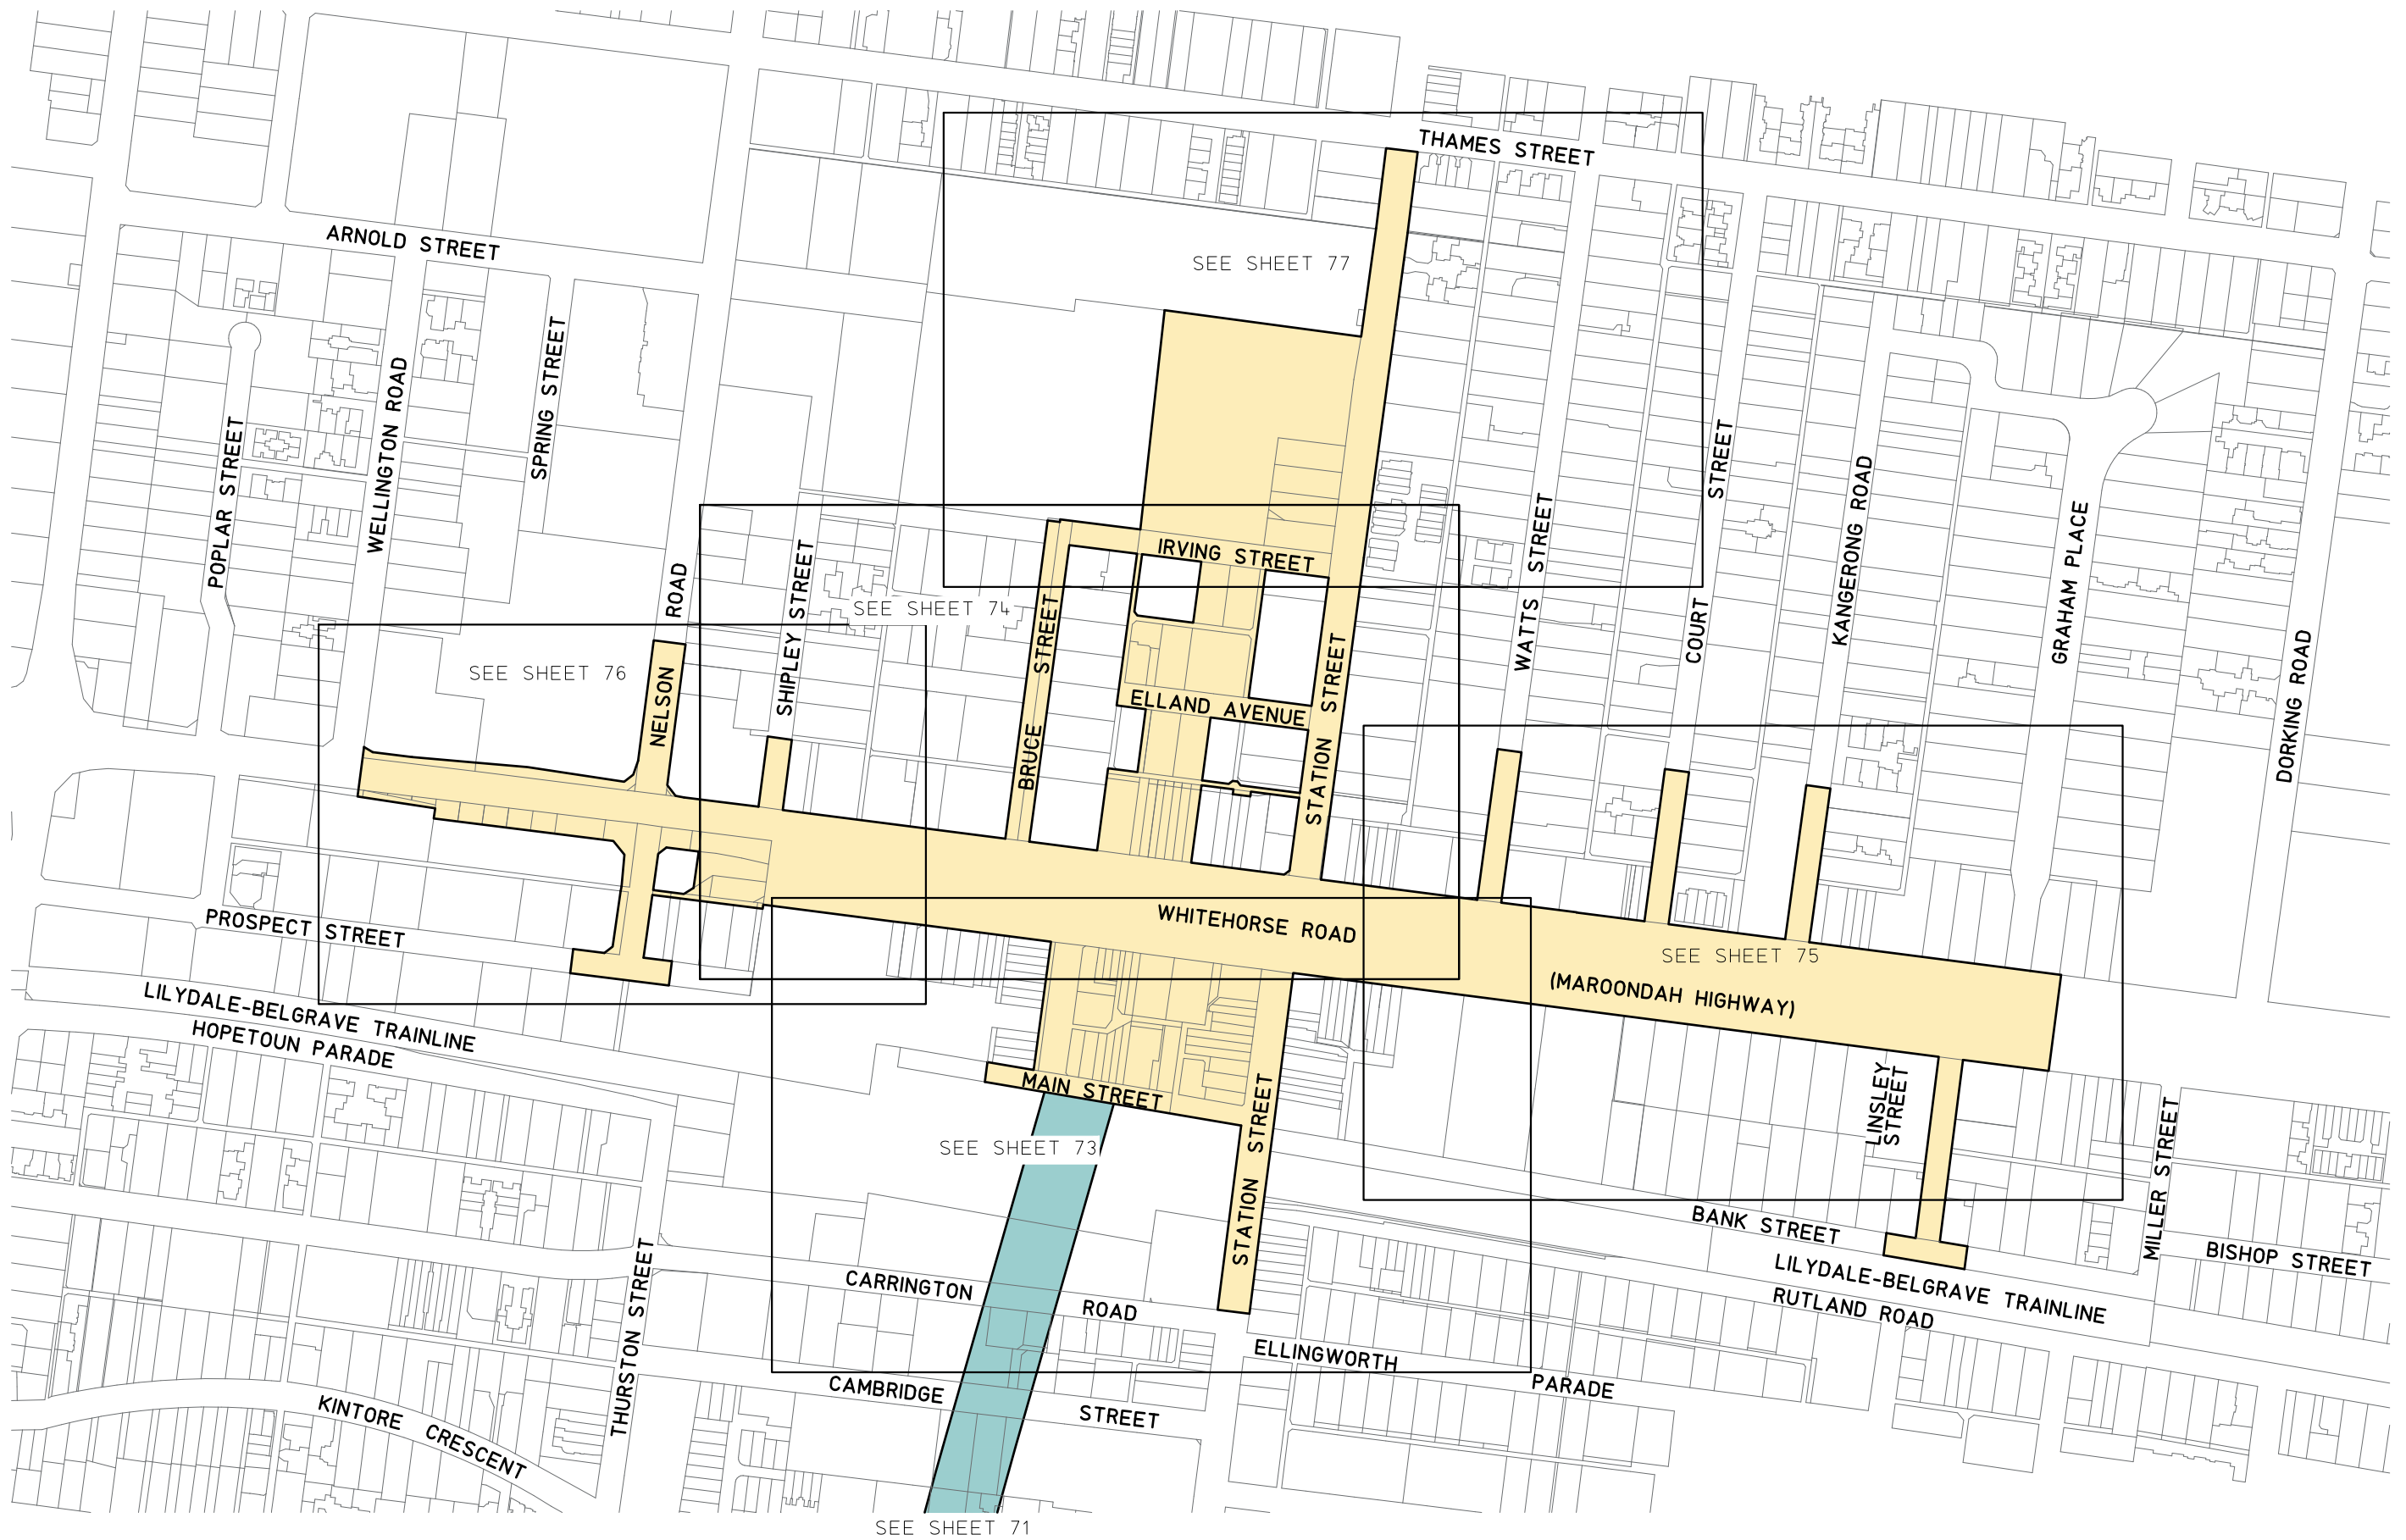 THAMES STREET
ARNOLD STREET
SEE SHEET 77
SPRING STREET
WELLINGTON ROAD
POPLAR STREET
STREET
COURT
KANGERONG ROAD
GRAHAM PLACE
WATTS STREET
IRVING STREET
ROAD
NELSON
SHIPLEY STREET
SEE SHEET 74
BRUCE STREET
SEE SHEET 76
ELLAND AVENUE
STATION STREET
DORKING ROAD
WHITEHORSE ROAD
PROSPECT STREET
SEE SHEET 75
(MAROONDAH HIGHWAY)
LILYDALE-BELGRAVE TRAINLINE
HOPETOUN PARADE
MAIN STREET
LINSLEY
STREET
SEE SHEET 73
STATION STREET
MILLER STREET
BANK STREET
BISHOP STREET
LILYDALE-BELGRAVE TRAINLINE
RUTLAND ROAD
CARRINGTON ROAD
THURSTON STREET
ELLINGWORTH PARADE
CAMBRIDGE STREET
KINTORE CRESCENT
SEE SHEET 71